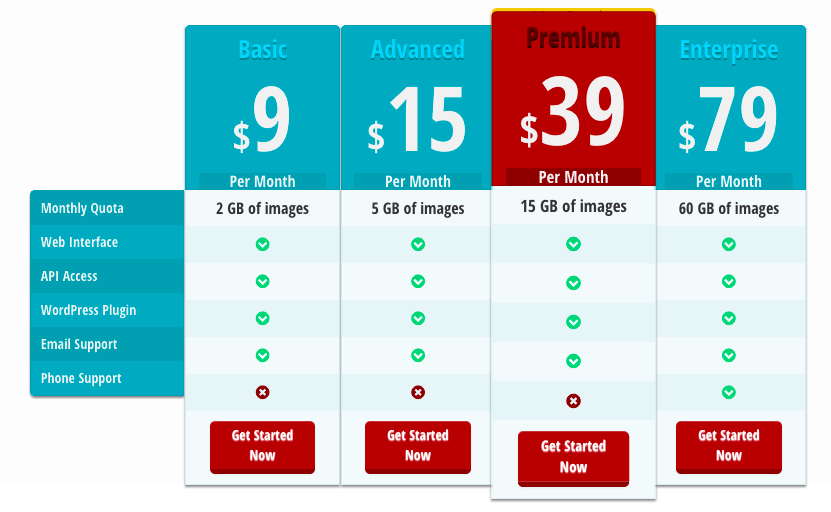 Basic
$9
Per Month
Advanced
$15
Per Month
Premium
$39
Per Month
Enterprise
$79
Per Month
Monthly Quota 2 GB of images 5 GB of images 15 GB of images 60 GB of images
Web Interface
API Access
WordPress Plugin
Email Support
Phone Support
Get Started
Now
Get Started
Now
Get Started
Now
Get Started
Now